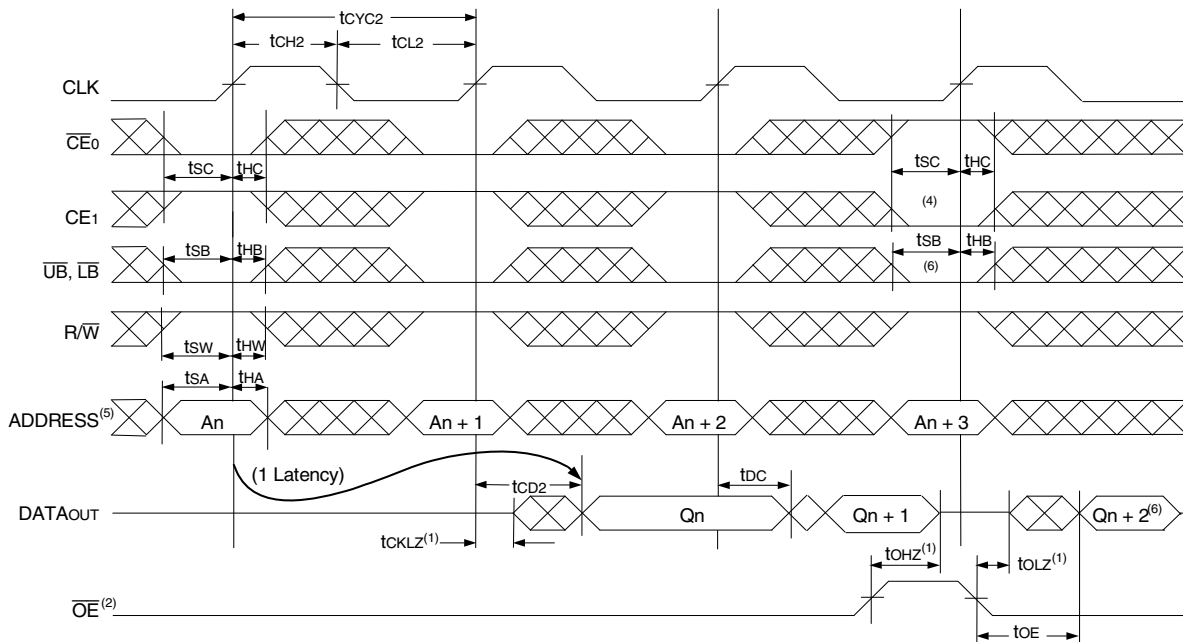 tCYC2
tCH2 tCL2
CLK
CE0
tSC tHC tSC tHC
CE1 (4)
tSB tHB tSB tHB
UB, LB (6)
R/W
tSW tHW
tSA tHA
ADDRESS(5) An An + 1 An + 2 An + 3
(1 Latency) tCD2 tDC
DATAOUT Qn Qn + 1 Qn + 2(6)
tCKLZ(1) tOHZ(1) tOLZ(1)
OE(2)
tOE